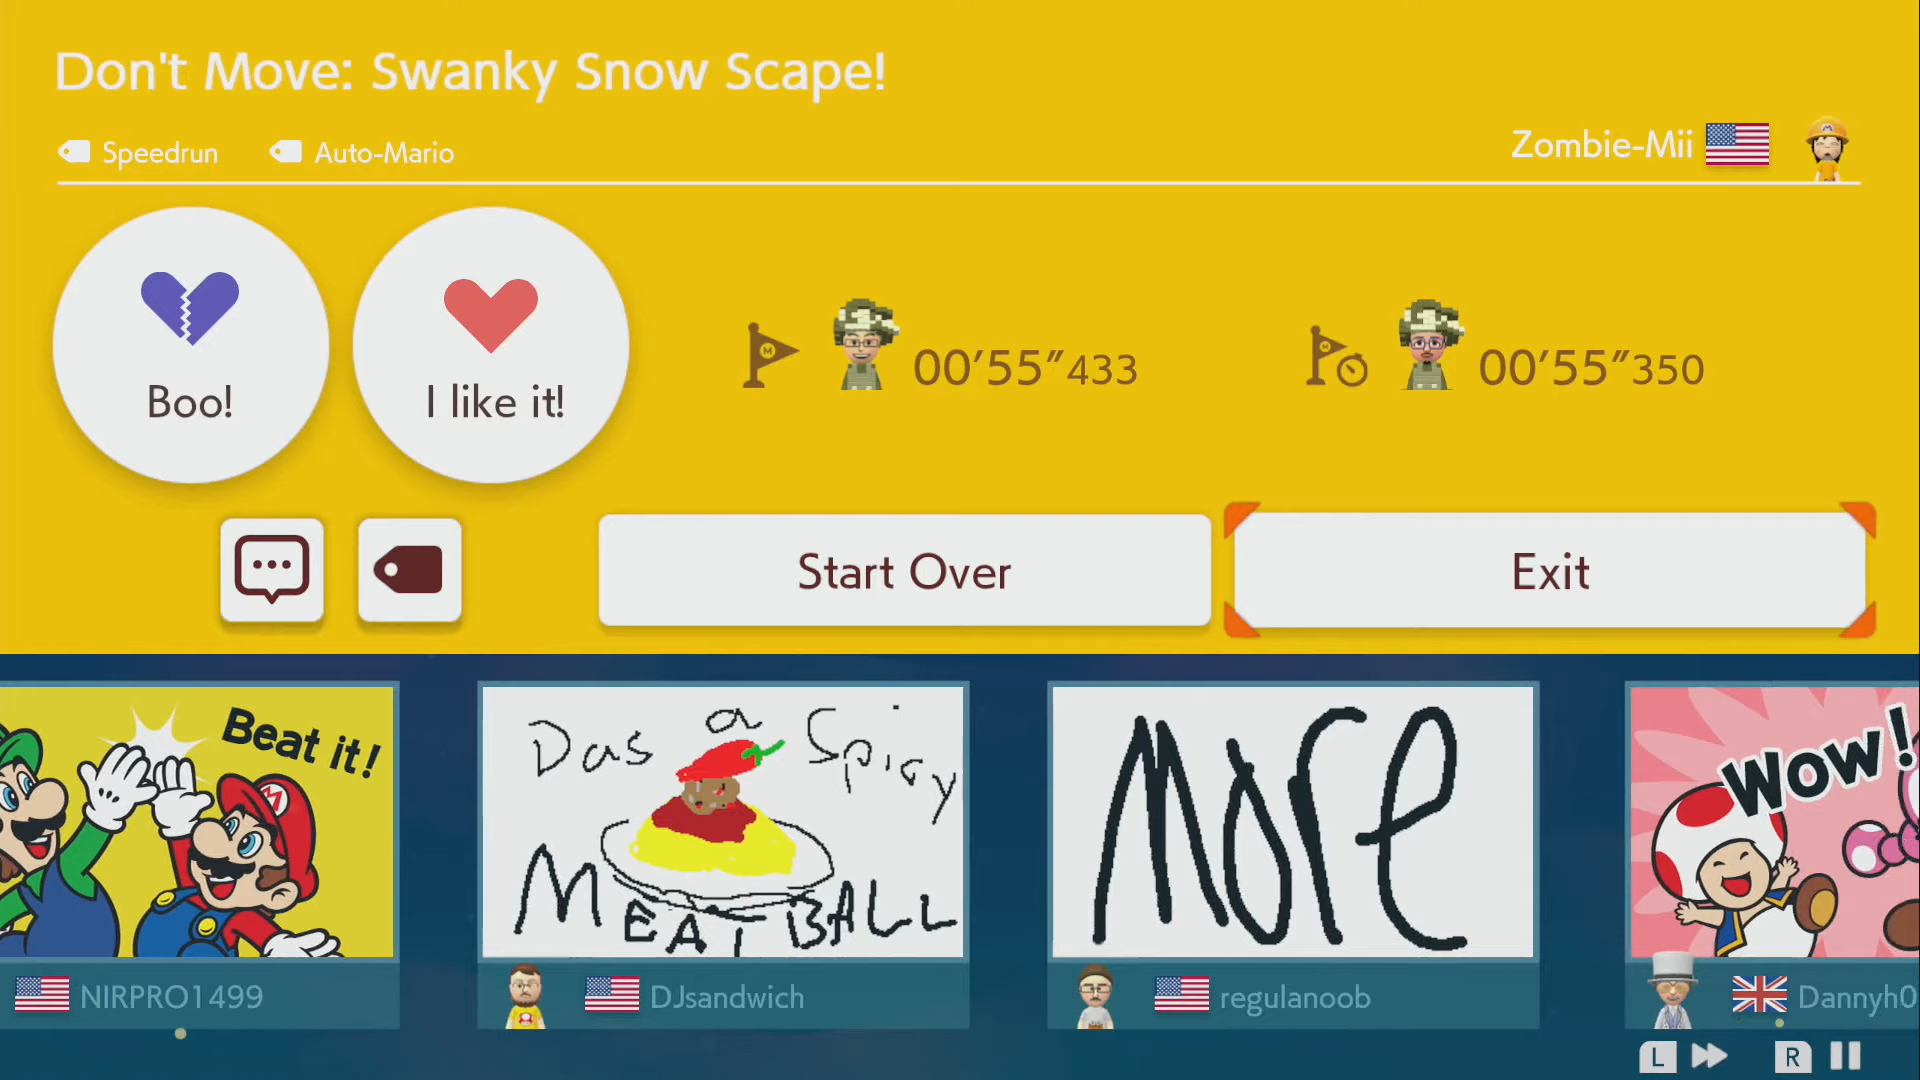 Don't Move: Swanky Snow Scape!
Speedrun Auto-Mario
Zombie-Mii
Boo!
I like it!
M
00'55"433
M
00'55"350
Start Over
Exit
Beat it!
M
NIRPRO1499
Das a Spicy
MEATBALL
DJsandwich
MORE
regulanoob
Wow!
Dannyh0
L R